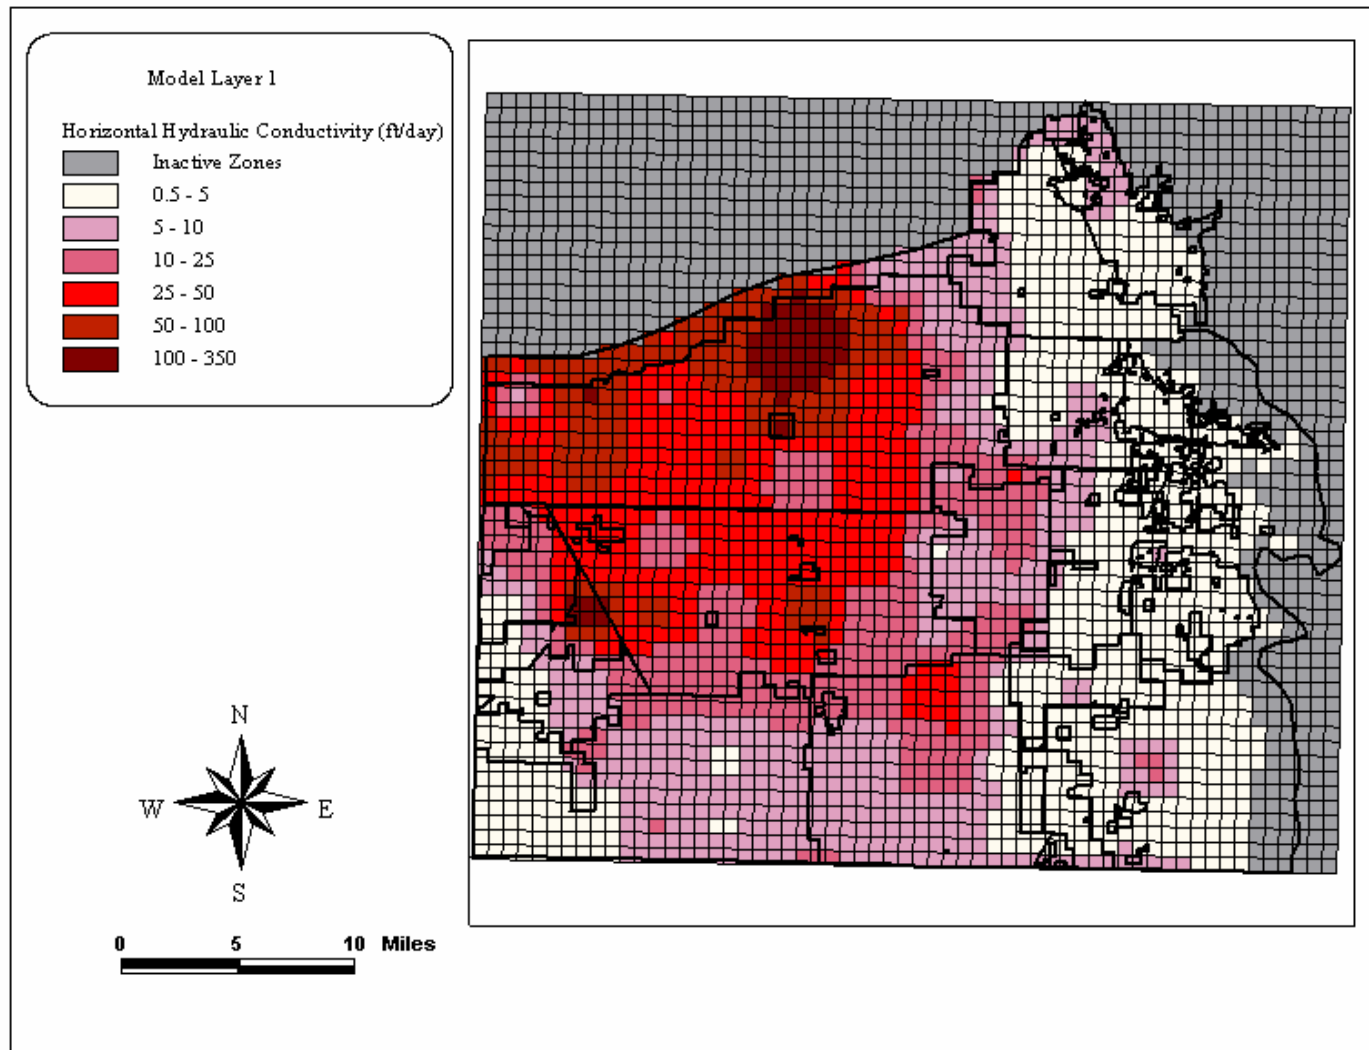 Model Layer 1
Horizontal Hydraulic Conductivity (ft/day)
Inactive Zones
0.5 - 5
5 - 10
10 - 25
25 - 50
50 - 100
100 - 350
N
W E
S
0 5 10 Miles